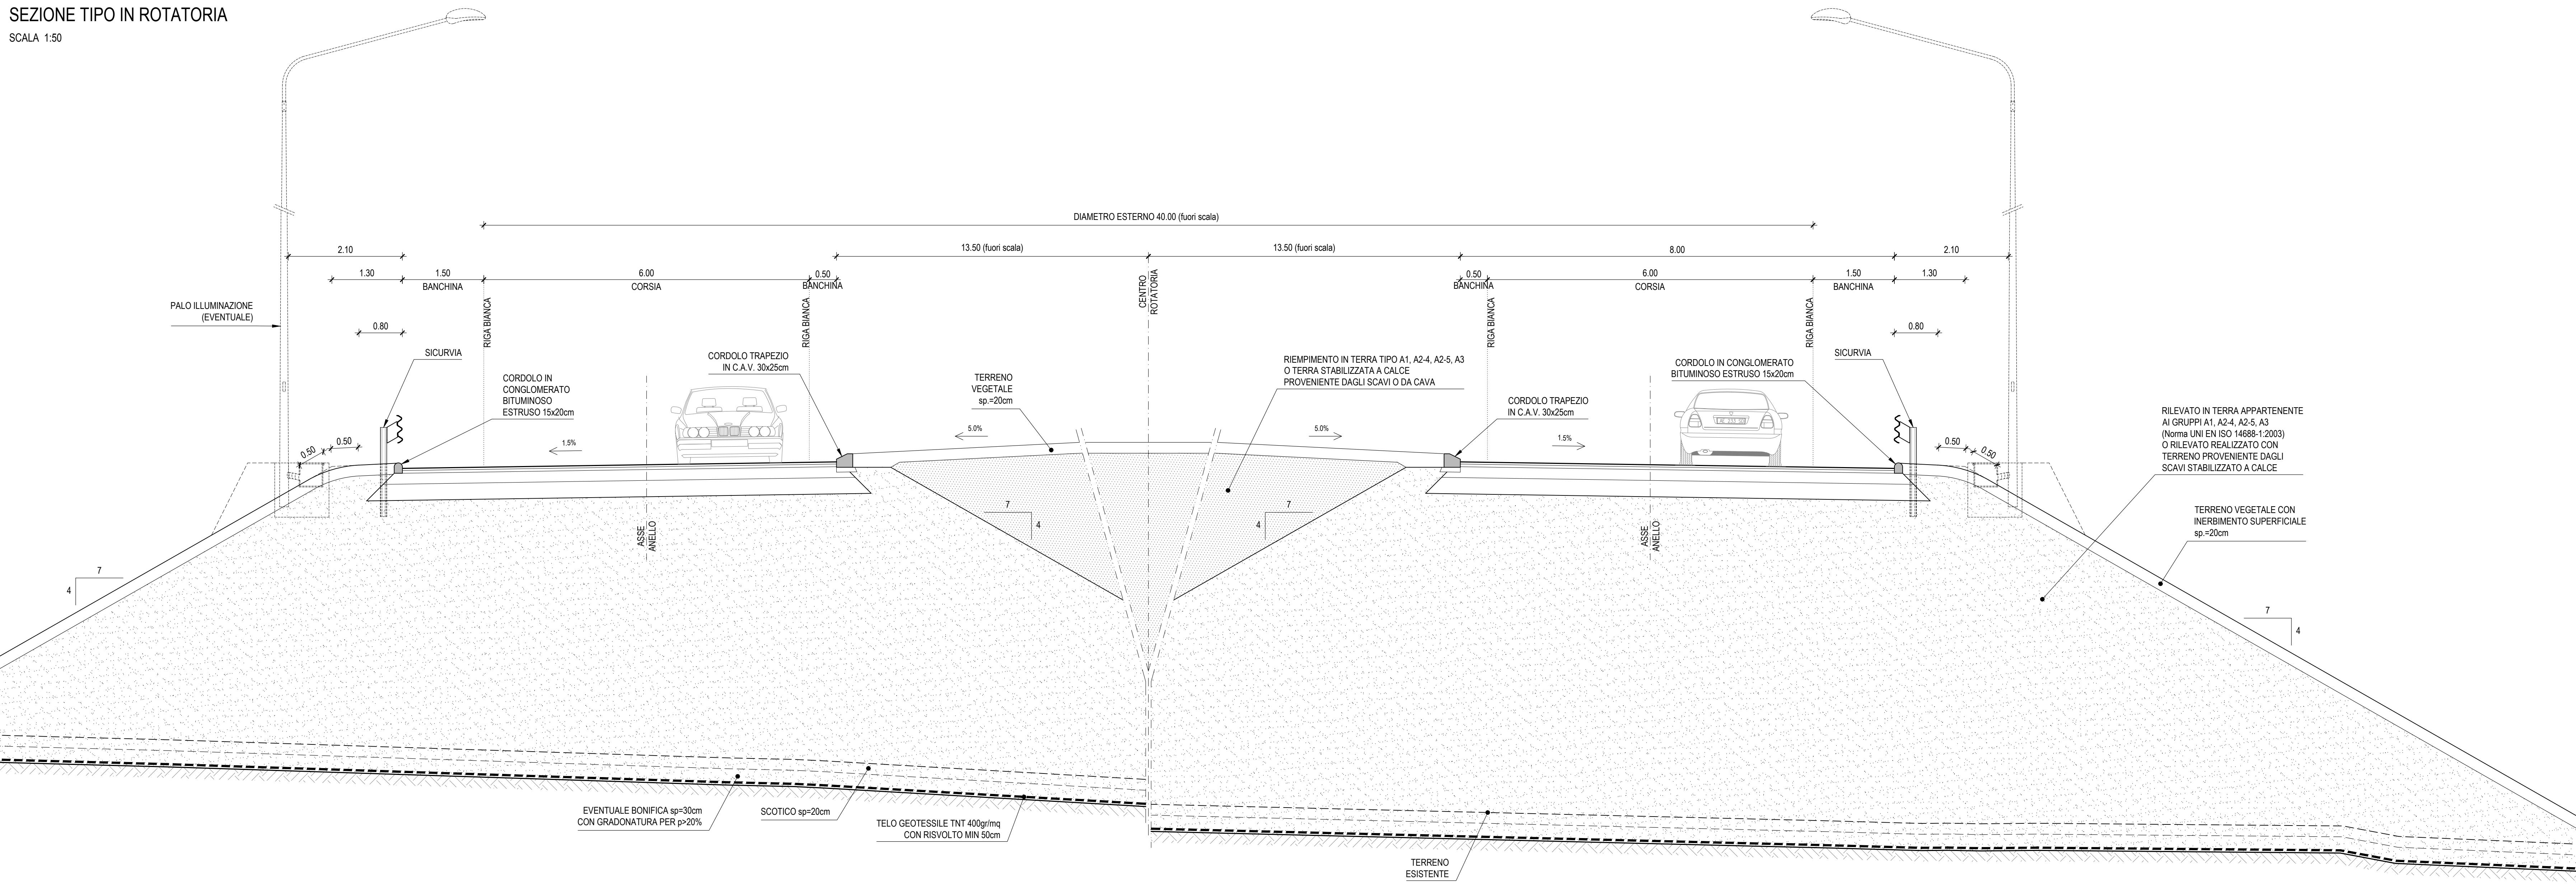 SEZIONE TIPO IN ROTATORIA
SCALA 1:50
DIAMETRO ESTERNO 40.00 (fuori scala)
2.10
13.50 (fuori scala)
13.50 (fuori scala)
8.00
2.10
1.30
1.50
6.00
0.50
0.50
6.00
1.50
1.30
BANCHINA
CORSIA
BANCHINA
BANCHINA
CORSIA
BANCHINA
CENTRO
ROTATORIA
RIGA BIANCA
RIGA BIANCA
RIGA BIANCA
RIGA BIANCA
PALO ILLUMINAZIONE
(EVENTUALE)
0.80
0.80
SICURVIA
CORDOLO IN
CONGLOMERATO
BITUMINOSO
ESTRUSO 15x20cm
CORDOLO TRAPEZIO
IN C.A.V. 30x25cm
TERRENO
VEGETALE
sp.=20cm
RIEMPIMENTO IN TERRA TIPO A1, A2-4, A2-5, A3
O TERRA STABILIZZATA A CALCE
PROVENIENTE DAGLI SCAVI O DA CAVA
CORDOLO TRAPEZIO
IN C.A.V. 30x25cm
CORDOLO IN CONGLOMERATO
BITUMINOSO ESTRUSO 15x20cm
SICURVIA
RILEVATO IN TERRA APPARTENENTE
AI GRUPPI A1, A2-4, A2-5, A3
(Norma UNI EN ISO 14688-1:2003)
O RILEVATO REALIZZATO CON
TERRENO PROVENIENTE DAGLI
SCAVI STABILIZZATO A CALCE
0.50
0.50
1.5%
5.0%
5.0%
1.5%
0.50
0.50
7
4
7
4
ASSE
ANELLO
ASSE
ANELLO
TERRENO VEGETALE CON
INERBIMENTO SUPERFICIALE
sp.=20cm
7
4
7
4
EVENTUALE BONIFICA sp=30cm
CON GRADONATURA PER p>20%
SCOTICO sp=20cm
TELO GEOTESSILE TNT 400gr/mq
CON RISVOLTO MIN 50cm
TERRENO
ESISTENTE